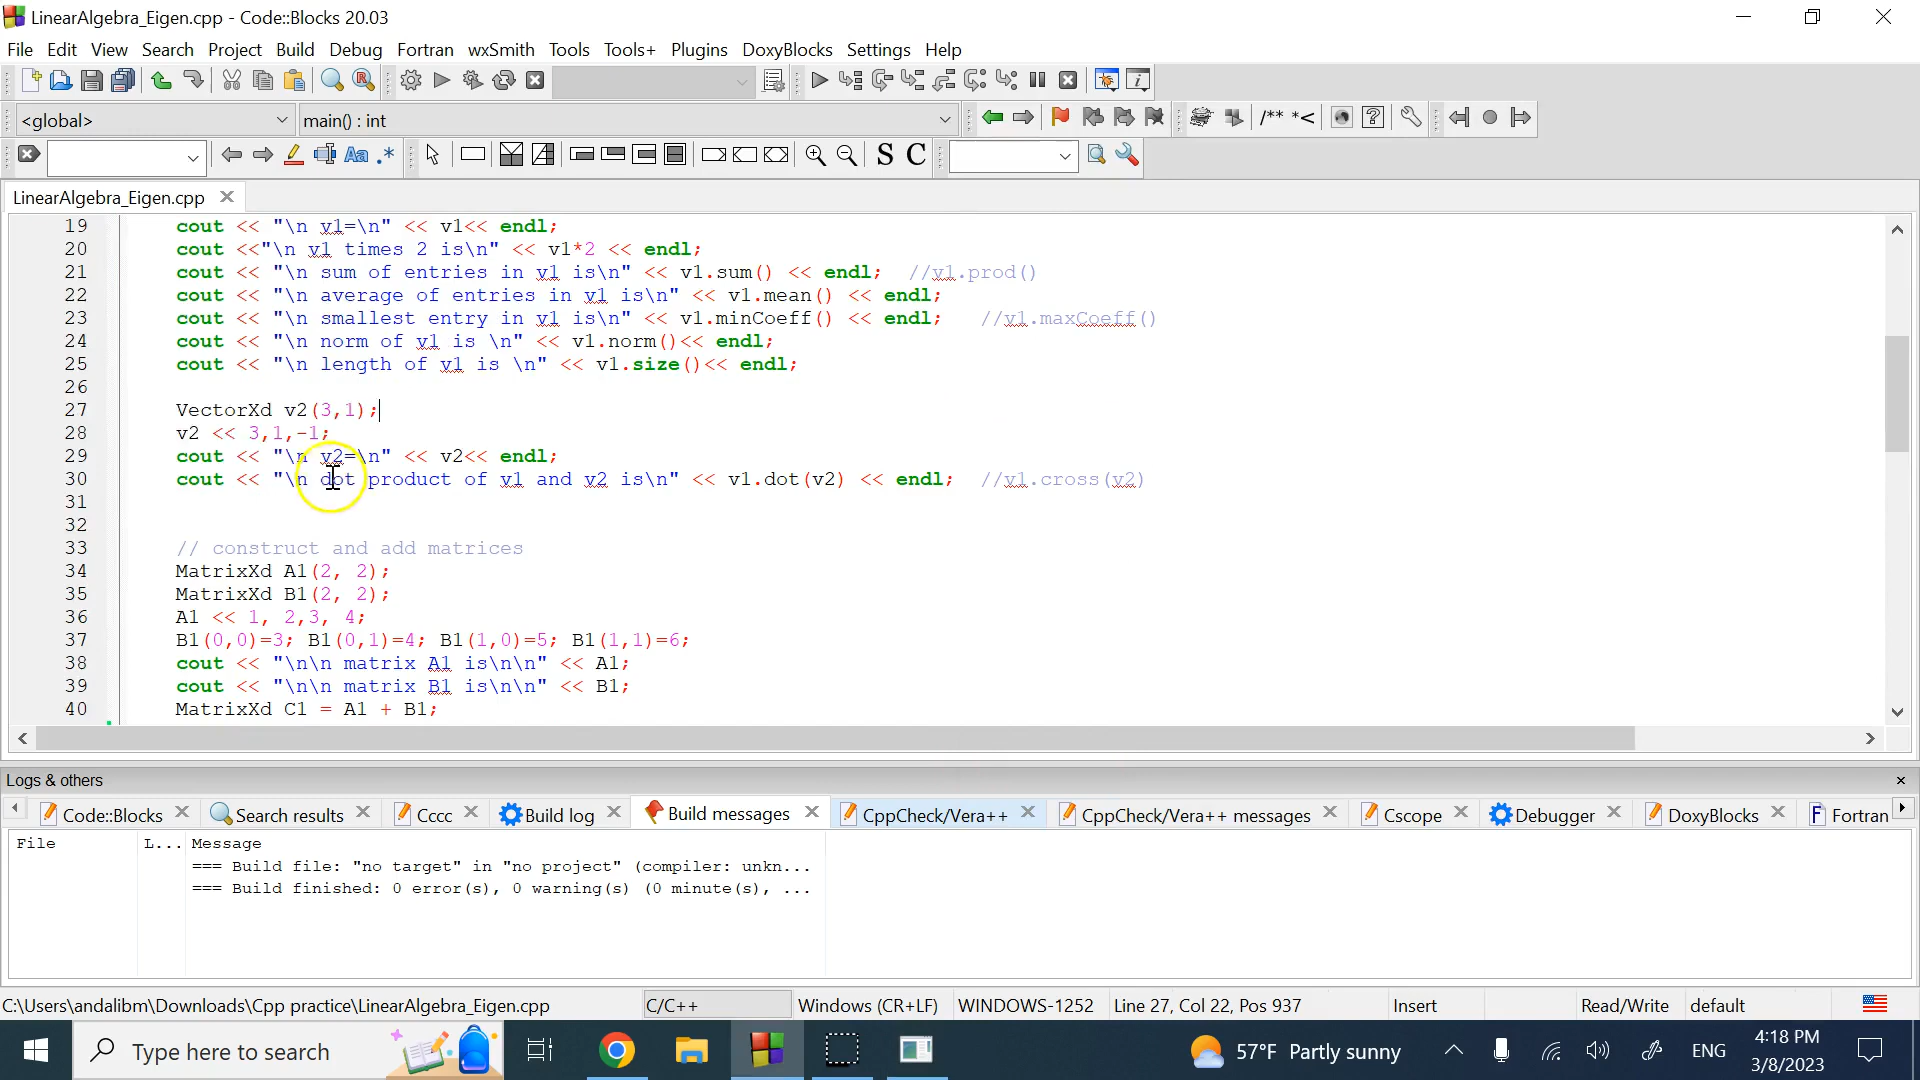 LinearAlgebra_Eigen.cpp - Code::Blocks 20.03
File Edit View Search Project Build Debug Fortran wxSmith Tools Tools+ Plugins DoxyBlocks Settings Help
<global> main() : int /** *<
Aa .* S C
LinearAlgebra_Eigen.cpp
19 cout << "\n v1=\n" << v1<< endl;
20 cout <<"\n v1 times 2 is\n" << v1*2 << endl;
21 cout << "\n sum of entries in v1 is\n" << v1.sum() << endl; //v1.prod()
22 cout << "\n average of entries in v1 is\n" << v1.mean() << endl;
23 cout << "\n smallest entry in v1 is\n" << v1.minCoeff() << endl; //v1.maxCoeff()
24 cout << "\n norm of v1 is \n" << v1.norm()<< endl;
25 cout << "\n length of v1 is \n" << v1.size()<< endl;
26
27 VectorXd v2(3,1);
28 v2 << 3,1,-1;
29 cout << "\n v2=\n" << v2<< endl;
30 cout << "\n dot product of v1 and v2 is\n" << v1.dot(v2) << endl; //v1.cross(v2)
31
32
33 // construct and add matrices
34 MatrixXd A1(2, 2);
35 MatrixXd B1(2, 2);
36 A1 << 1, 2,3, 4;
37 B1(0,0)=3; B1(0,1)=4; B1(1,0)=5; B1(1,1)=6;
38 cout << "\n\n matrix A1 is\n\n" << A1;
39 cout << "\n\n matrix B1 is\n\n" << B1;
40 MatrixXd C1 = A1 + B1;
Logs & others
Code::Blocks Search results Cccc Build log Build messages CppCheck/Vera++ CppCheck/Vera++ messages Cscope Debugger DoxyBlocks Fortran
File L... Message
=== Build file: "no target" in "no project" (compiler: unkn...
=== Build finished: 0 error(s), 0 warning(s) (0 minute(s), ...
C:\Users\andalibm\Downloads\Cpp practice\LinearAlgebra_Eigen.cpp C/C++ Windows (CR+LF) WINDOWS-1252 Line 27, Col 22, Pos 937 Insert Read/Write default
Type here to search 57°F Partly sunny ENG 4:18 PM
3/8/2023